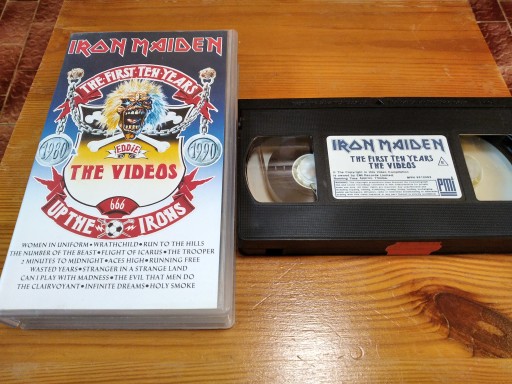 IRON MAIDEN
THE FIRST TEN YEARS
EDDIE
1980
1990
THE VIDEOS
666
UP THE IRONS
WOMEN IN UNIFORM • WRATHCHILD • RUN TO THE HILLS
THE NUMBER OF THE BEAST • FLIGHT OF ICARUS • THE TROOPER
2 MINUTES TO MIDNIGHT • ACES HIGH • RUNNING FREE
WASTED YEARS • STRANGER IN A STRANGE LAND
CAN I PLAY WITH MADNESS • THE EVIL THAT MEN DO
THE CLAIRVOYANT • INFINITE DREAMS • HOLY SMOKE
IRON MAIDEN
THE FIRST TEN YEARS
THE VIDEOS
PMI